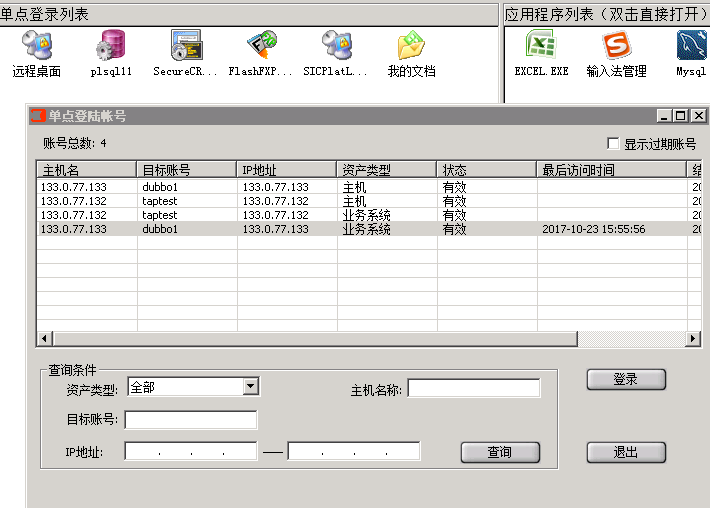 单点登录列表
应用程序列表（双击直接打开）
远程桌面 plsql11 SecureCR... FlashFXP... SICPlatL... 我的文档
EXCEL.EXE 输入法管理 Mysql
单点登陆帐号
账号总数: 4
显示过期账号
主机名 目标账号 IP地址 资产类型 状态 最后访问时间
133.0.77.133 dubbo1 133.0.77.133 主机 有效
133.0.77.132 taptest 133.0.77.132 主机 有效
133.0.77.132 taptest 133.0.77.132 业务系统 有效
133.0.77.133 dubbo1 133.0.77.133 业务系统 有效 2017-10-23 15:55:56
查询条件
资产类型: 全部 主机名称: 登录
目标账号:
IP地址: . . . — . . . 查询 退出